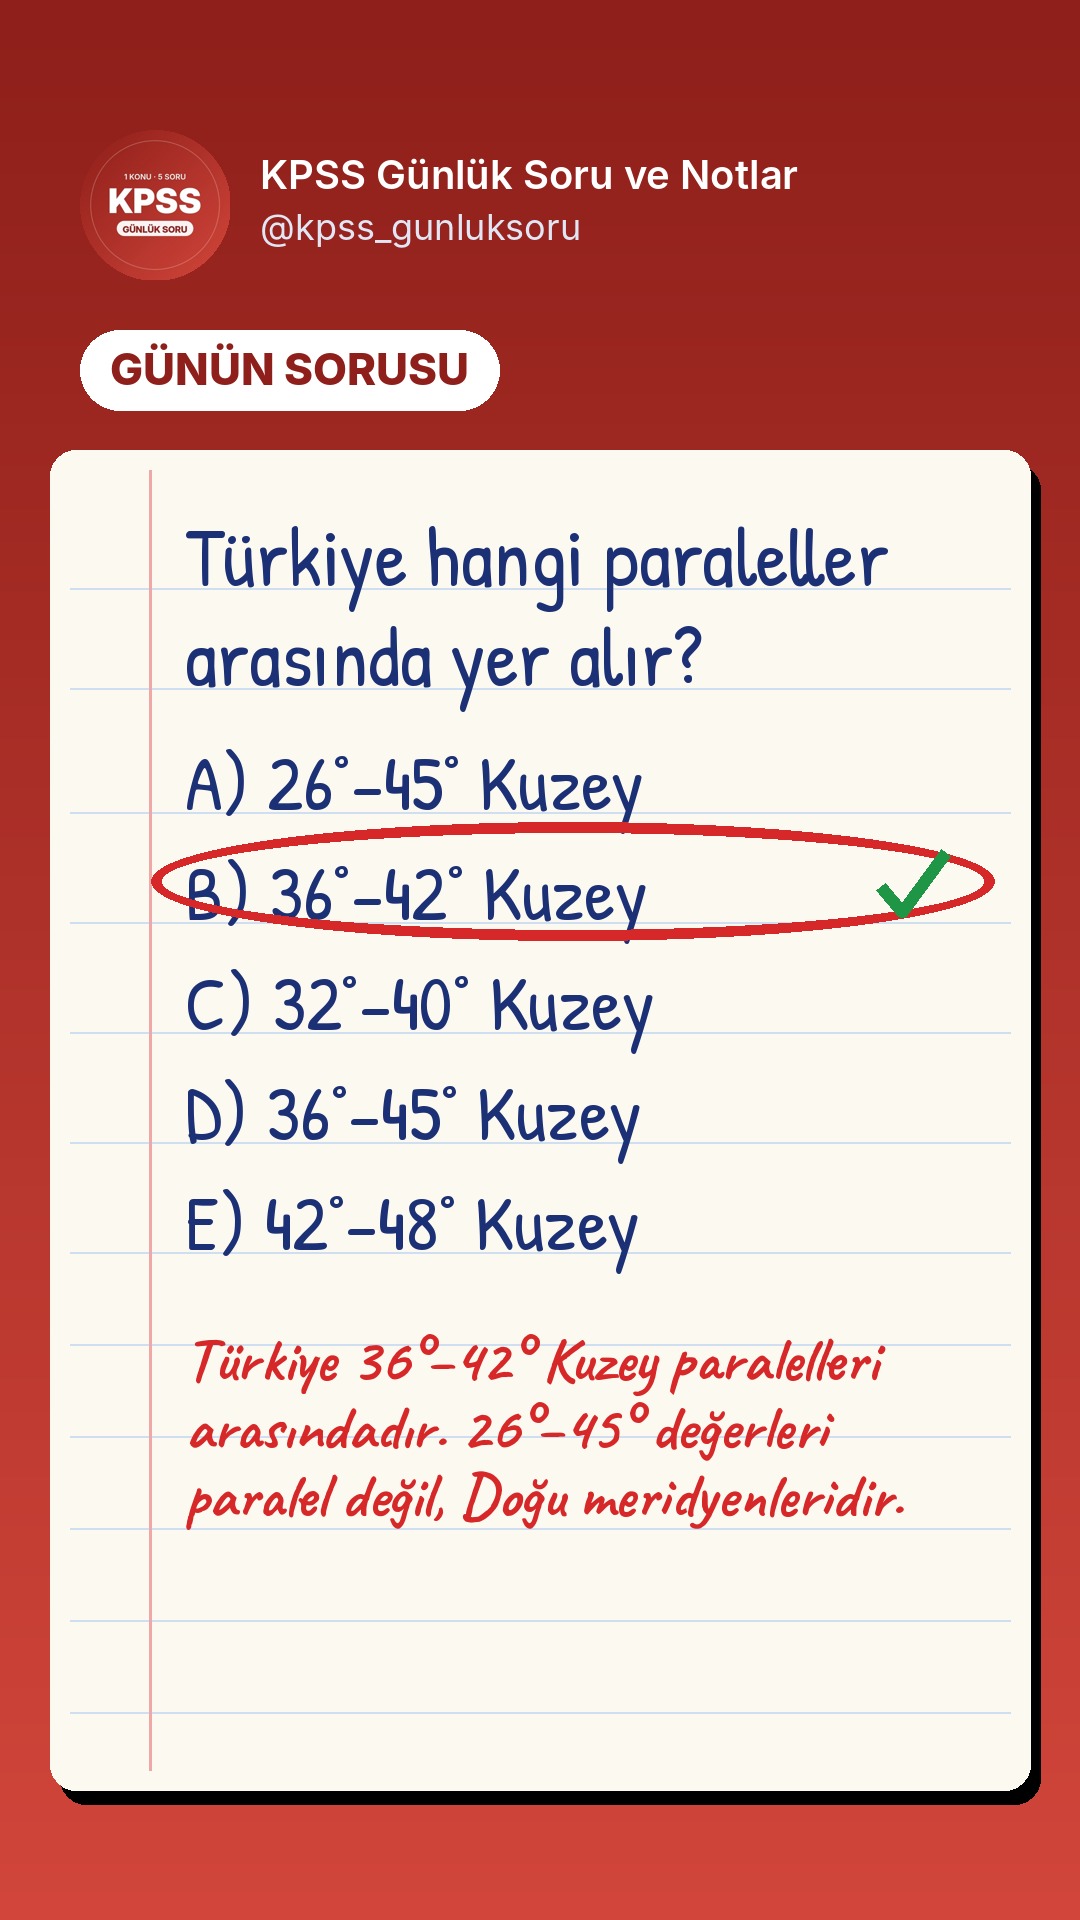 1 KONU · 5 SORU
KPSS
GÜNLÜK SORU
KPSS Günlük Soru ve Notlar
@kpss_gunluksoru
GÜNÜN SORUSU
Türkiye hangi paraleller
arasında yer alır?
A) 26°–45° Kuzey
B) 36°–42° Kuzey
C) 32°–40° Kuzey
D) 36°–45° Kuzey
E) 42°–48° Kuzey
Türkiye 36°–42° Kuzey paralelleri
arasındadır. 26°–45° değerleri
paralel değil, Doğu meridyenleridir.